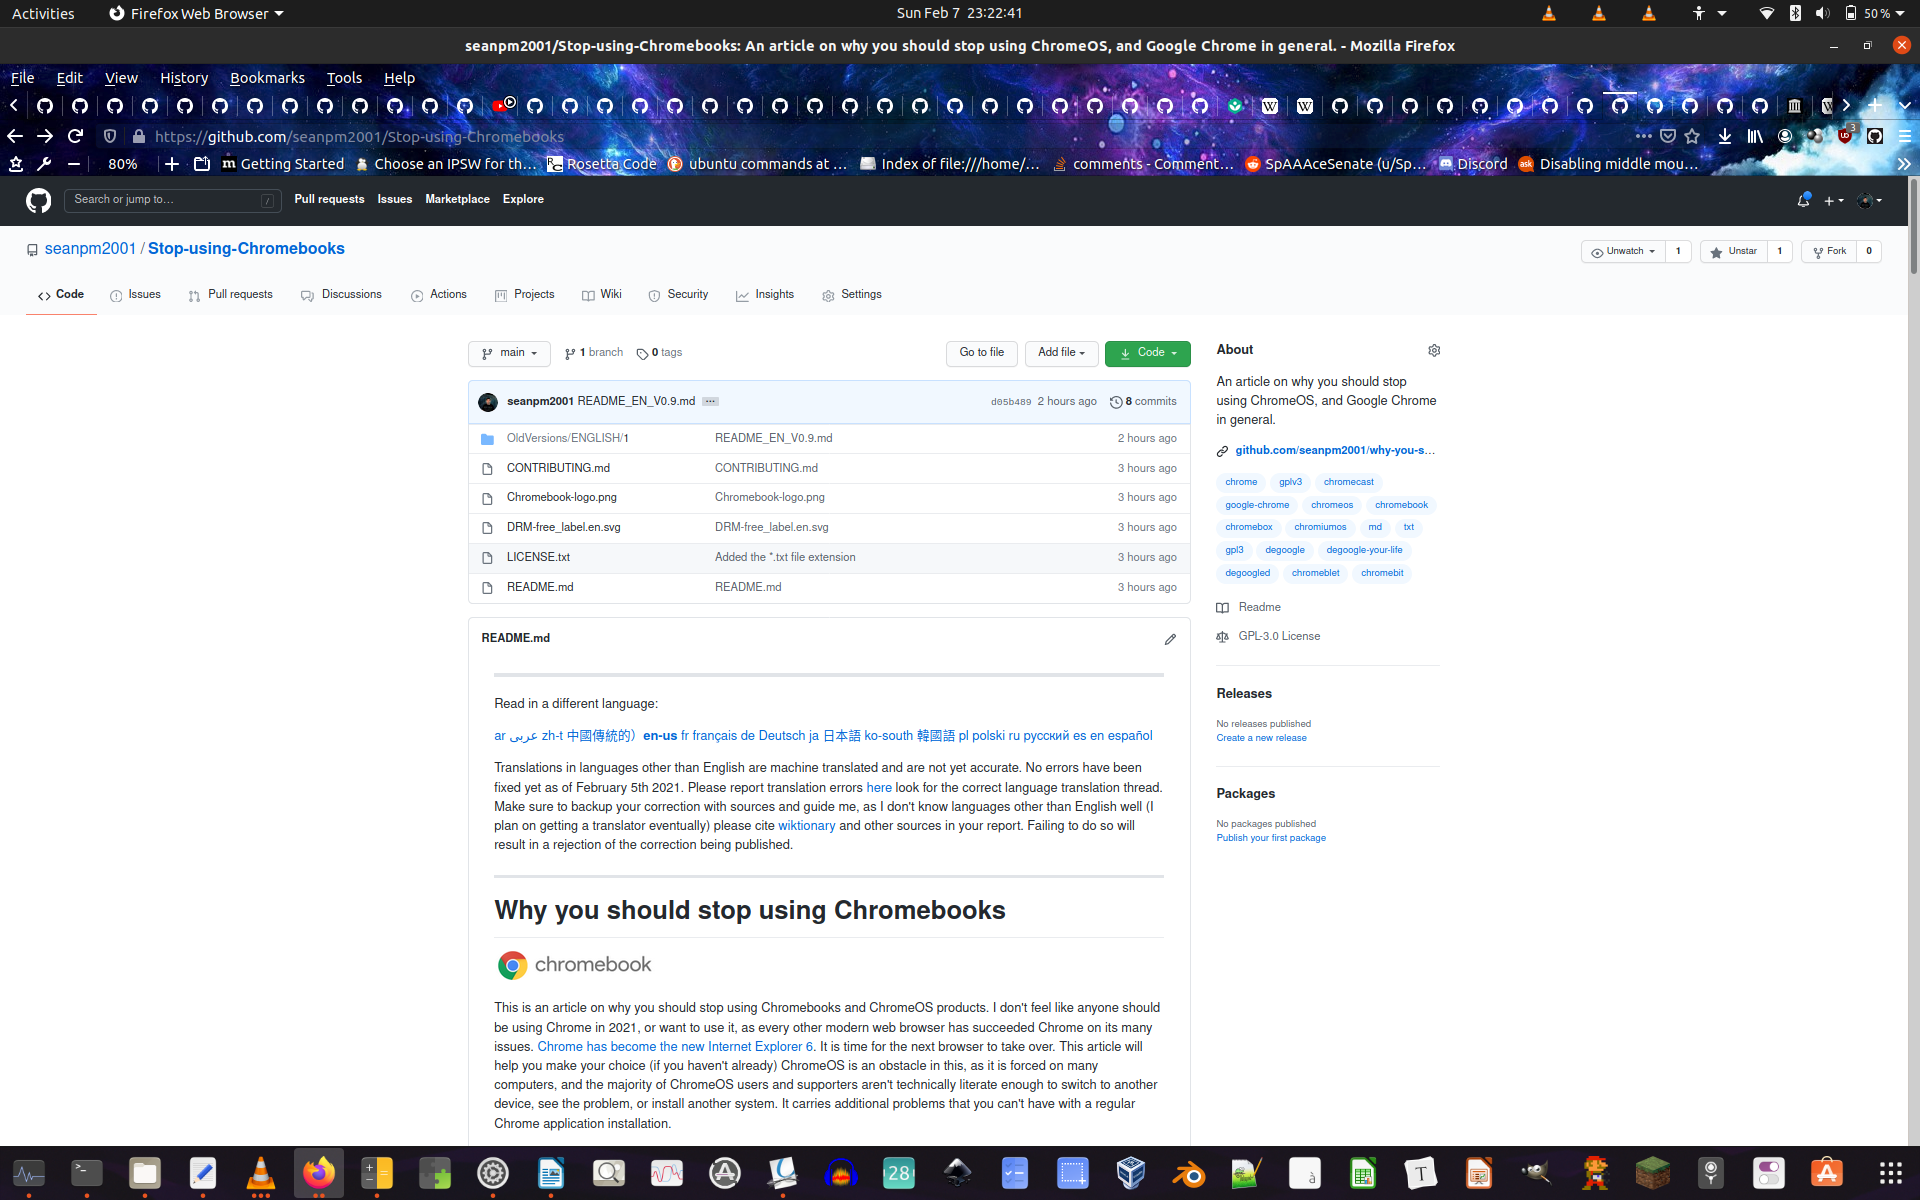 Activities
Firefox Web Browser
Sun Feb 7 23:22:41
50 %
seanpm2001/Stop-using-Chromebooks: An article on why you should stop using ChromeOS, and Google Chrome in general. - Mozilla Firefox
File Edit View History Bookmarks Tools Help
https://github.com/seanpm2001/Stop-using-Chromebooks
3
80%
Getting Started
Choose an IPSW for th…
Rosetta Code
ubuntu commands at …
Index of file:///home/…
comments - Comment…
SpAAAceSenate (u/Sp…
Discord
Disabling middle mou…
Search or jump to…
/
Pull requests Issues Marketplace Explore
seanpm2001 / Stop-using-Chromebooks
Unwatch 1 Unstar 1 Fork 0
Code Issues Pull requests Discussions Actions Projects Wiki Security Insights Settings
main 1 branch 0 tags Go to file Add file Code
seanpm2001 README_EN_V0.9.md ... d05b489 2 hours ago 8 commits
OldVersions/ENGLISH/1 README_EN_V0.9.md 2 hours ago
CONTRIBUTING.md CONTRIBUTING.md 3 hours ago
Chromebook-logo.png Chromebook-logo.png 3 hours ago
DRM-free_label.en.svg DRM-free_label.en.svg 3 hours ago
LICENSE.txt Added the *.txt file extension 3 hours ago
README.md README.md 3 hours ago
README.md
Read in a different language:
ar عربى zh-t 中國傳統的）en-us fr français de Deutsch ja 日本語 ko-south 韓國語 pl polski ru русский es en español
Translations in languages other than English are machine translated and are not yet accurate. No errors have been
fixed yet as of February 5th 2021. Please report translation errors here look for the correct language translation thread.
Make sure to backup your correction with sources and guide me, as I don't know languages other than English well (I
plan on getting a translator eventually) please cite wiktionary and other sources in your report. Failing to do so will
result in a rejection of the correction being published.
Why you should stop using Chromebooks
chromebook
This is an article on why you should stop using Chromebooks and ChromeOS products. I don't feel like anyone should
be using Chrome in 2021, or want to use it, as every other modern web browser has succeeded Chrome on its many
issues. Chrome has become the new Internet Explorer 6. It is time for the next browser to take over. This article will
help you make your choice (if you haven't already) ChromeOS is an obstacle in this, as it is forced on many
computers, and the majority of ChromeOS users and supporters aren't technically literate enough to switch to another
device, see the problem, or install another system. It carries additional problems that you can't have with a regular
Chrome application installation.
About
An article on why you should stop
using ChromeOS, and Google Chrome
in general.
github.com/seanpm2001/why-you-s…
chrome gplv3 chromecast
google-chrome chromeos chromebook
chromebox chromiumos md txt
gpl3 degoogle degoogle-your-life
degoogled chromeblet chromebit
Readme
GPL-3.0 License
Releases
No releases published
Create a new release
Packages
No packages published
Publish your first package
28